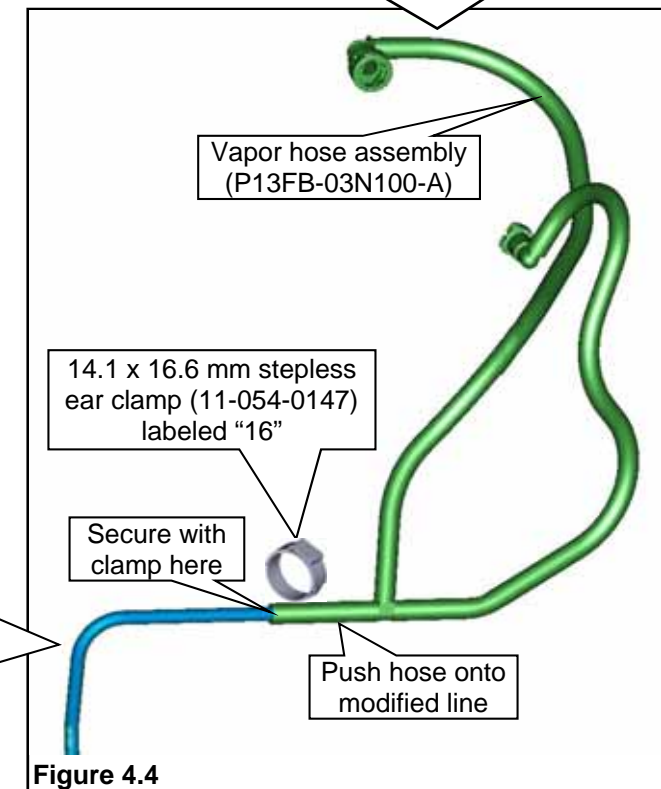 Vapor hose assembly
(P13FB-03N100-A)
14.1 x 16.6 mm stepless
ear clamp (11-054-0147)
labeled “16”
Secure with
clamp here
Push hose onto
modified line
Figure 4.4